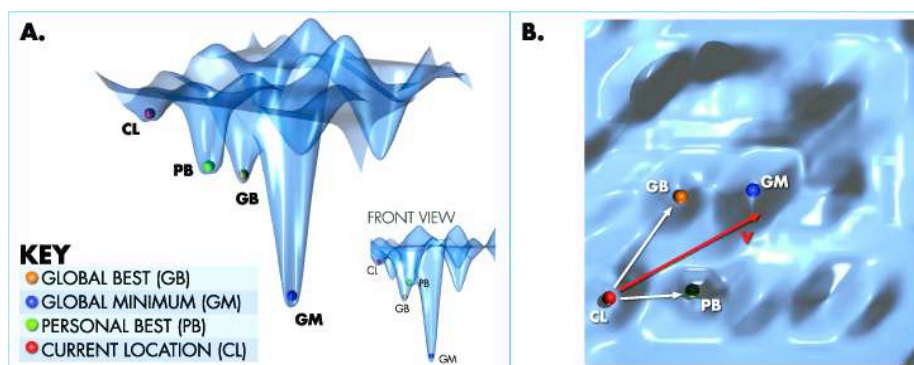 A.
CL
PB
GB
GM
FRONT VIEW
CL
PB
GB
GM
KEY
GLOBAL BEST (GB)
GLOBAL MINIMUM (GM)
PERSONAL BEST (PB)
CURRENT LOCATION (CL)
B.
GB
GM
V
CL
PB